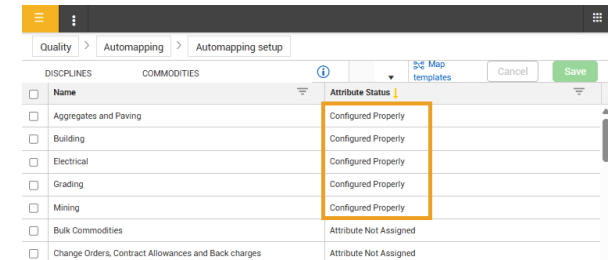 Quality > Automapping > Automapping setup
DISCPLINES COMMODITIES Map templates Cancel Save
Name Attribute Status
Aggregates and Paving Configured Properly
Building Configured Properly
Electrical Configured Properly
Grading Configured Properly
Mining Configured Properly
Bulk Commodities Attribute Not Assigned
Change Orders, Contract Allowances and Back charges Attribute Not Assigned